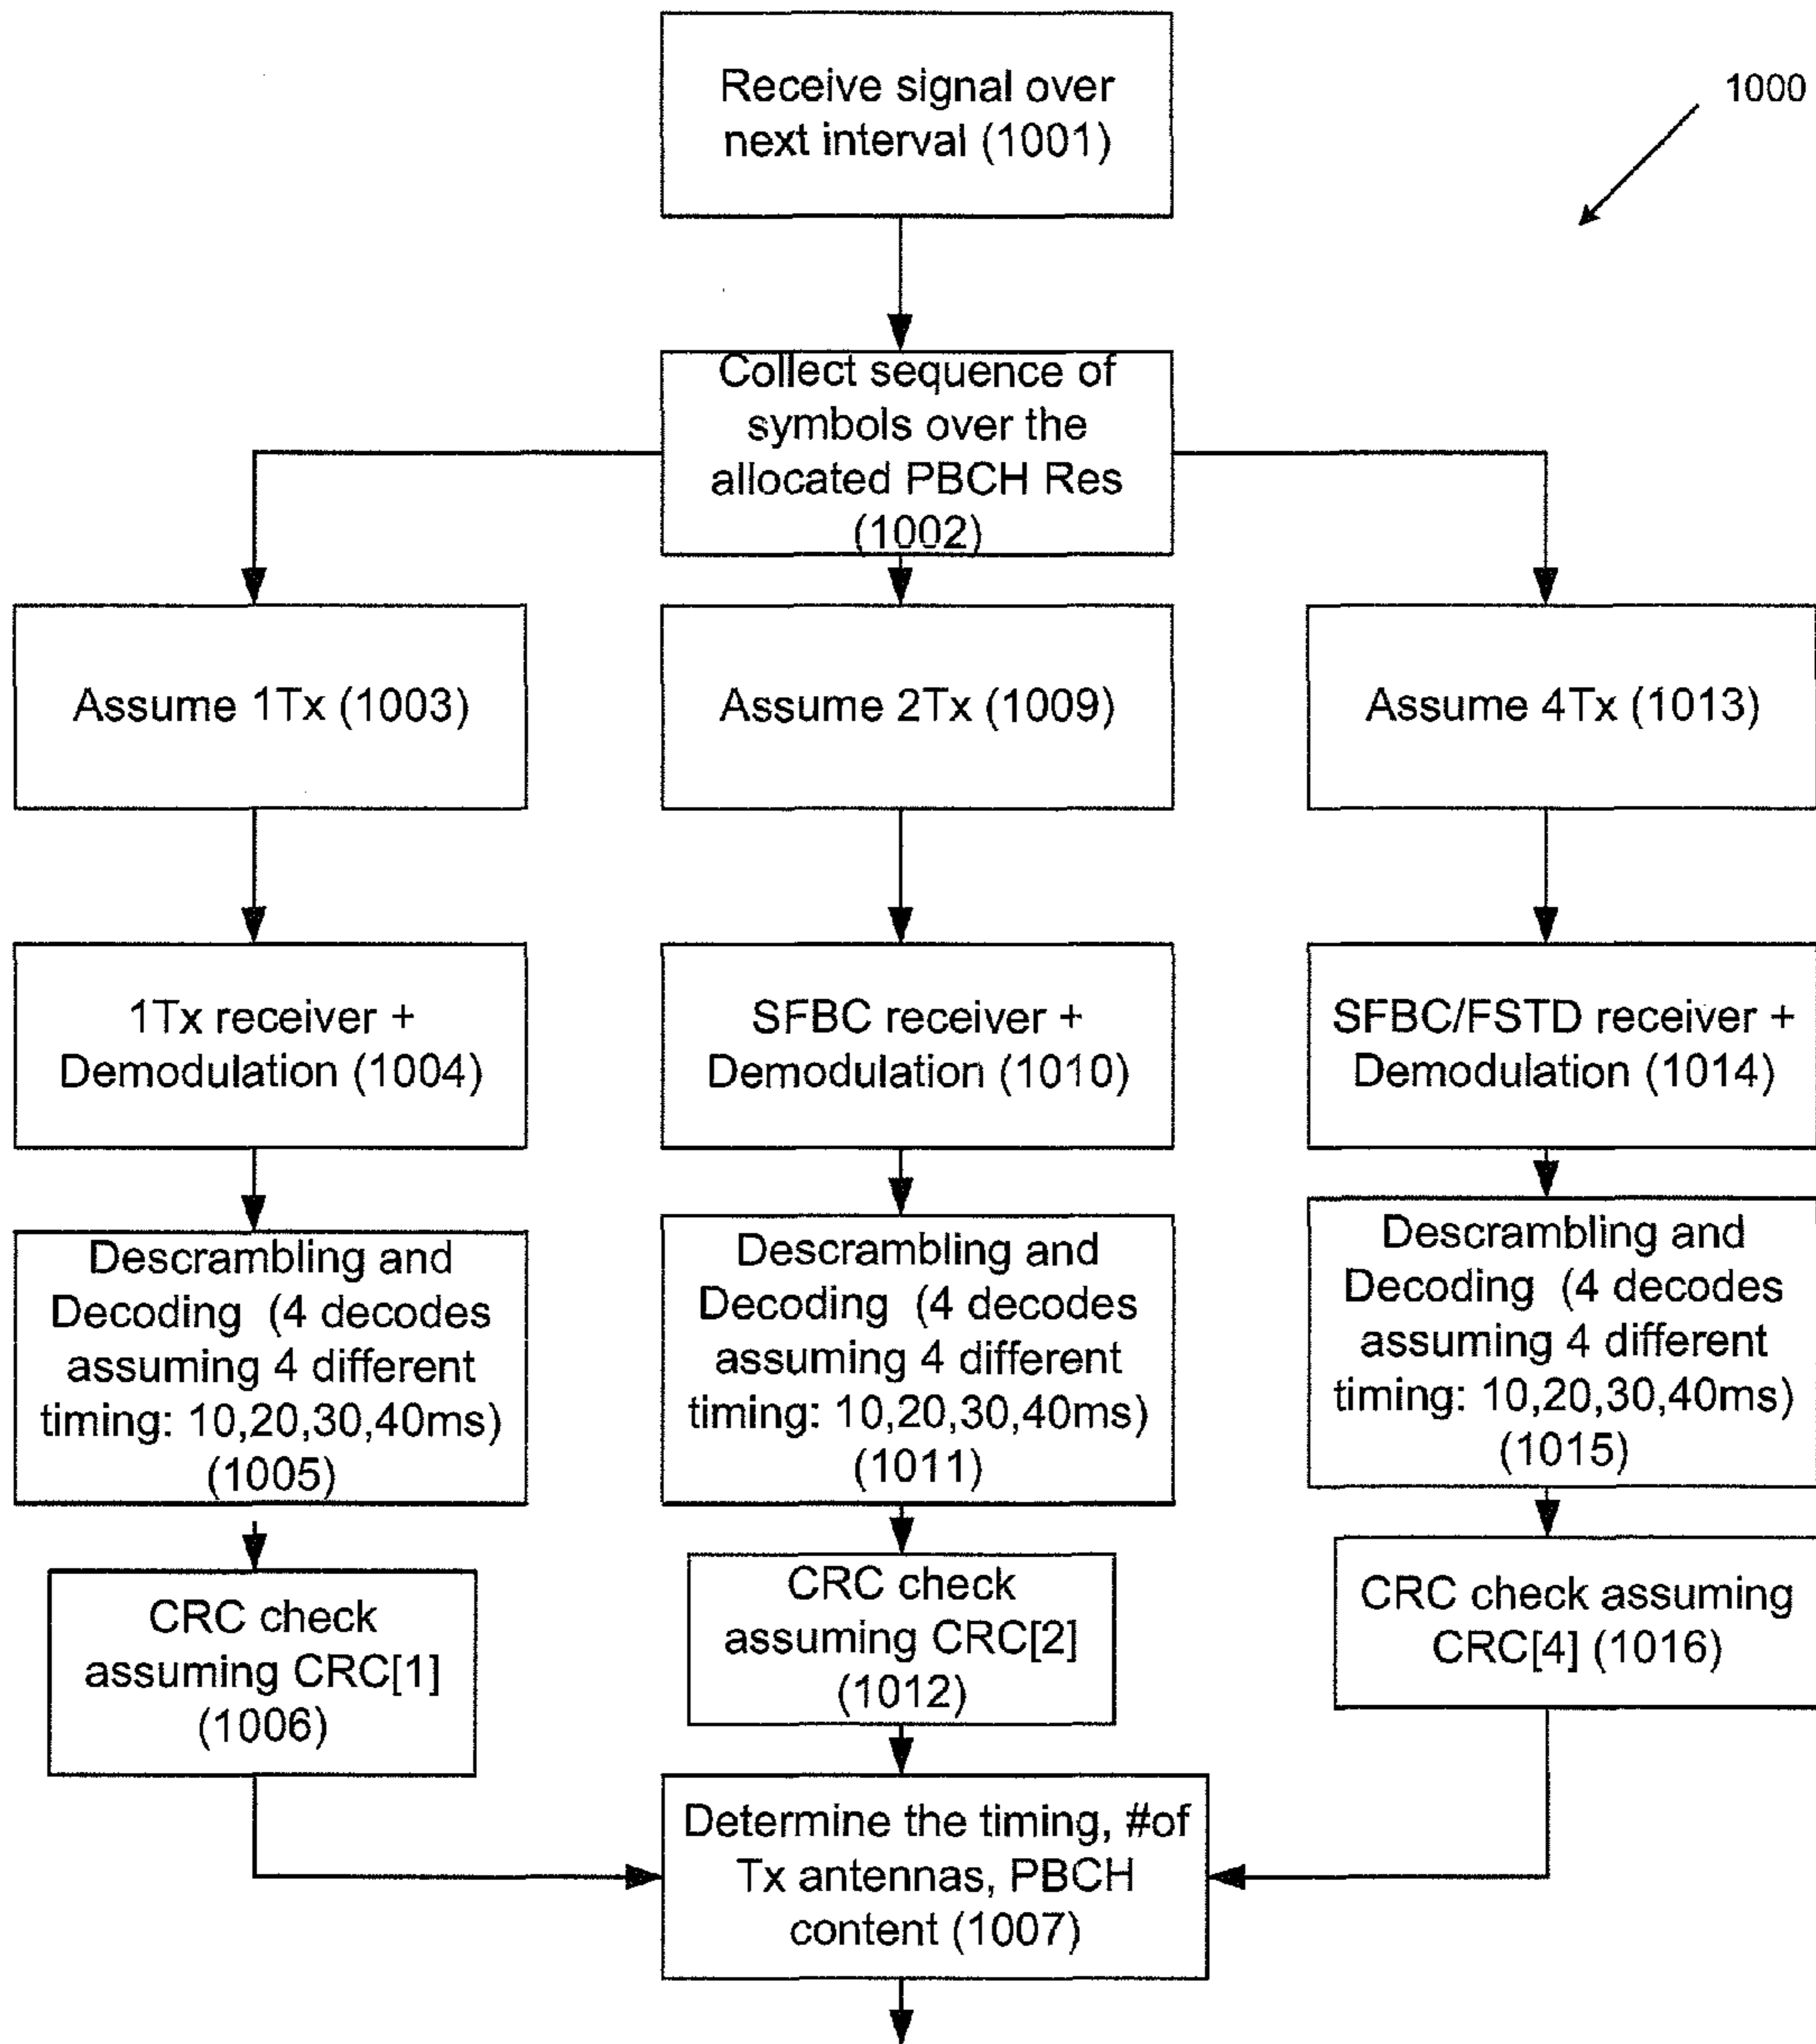 Receive signal over
next interval (1001)
1000
Collect sequence of
symbols over the
allocated PBCH Res
(1002)
Assume 1Tx (1003)
Assume 2Tx (1009)
Assume 4Tx (1013)
1Tx receiver +
Demodulation (1004)
SFBC receiver +
Demodulation (1010)
SFBC/FSTD receiver +
Demodulation (1014)
Descrambling and
Decoding (4 decodes
assuming 4 different
timing: 10,20,30,40ms)
(1005)
Descrambling and
Decoding (4 decodes
assuming 4 different
timing: 10,20,30,40ms)
(1011)
Descrambling and
Decoding (4 decodes
assuming 4 different
timing: 10,20,30,40ms)
(1015)
CRC check
assuming CRC[1]
(1006)
CRC check
assuming CRC[2]
(1012)
CRC check assuming
CRC[4] (1016)
Determine the timing, #of
Tx antennas, PBCH
content (1007)